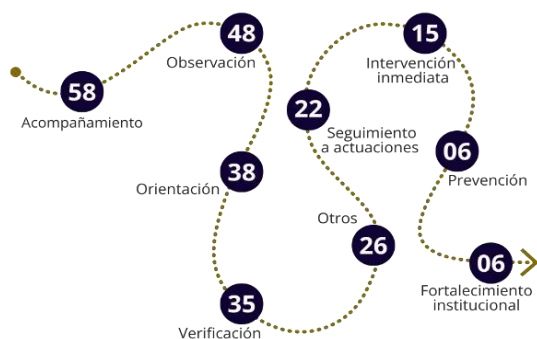 58
Acompañamiento
48
Observación
38
Orientación
35
Verificación
26
Otros
22
Seguimiento
a actuaciones
15
Intervención
inmediata
06
Prevención
06
Fortalecimiento
institucional